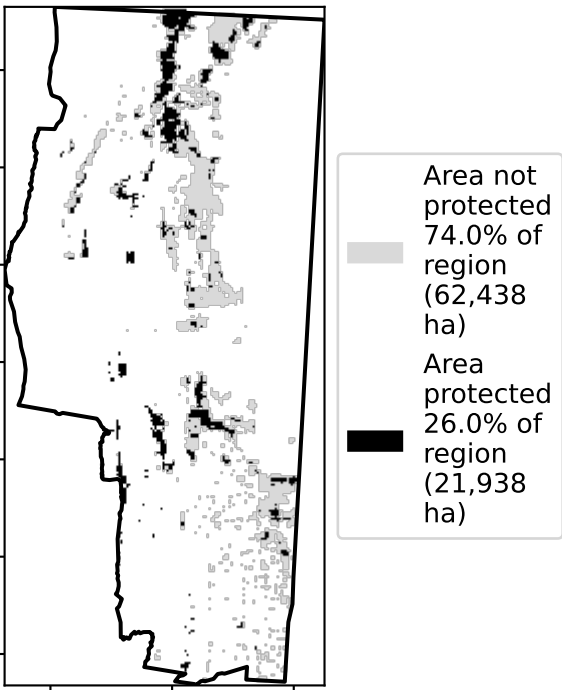 Area not
protected
74.0% of
region
(62,438
ha)
Area
protected
26.0% of
region
(21,938
ha)